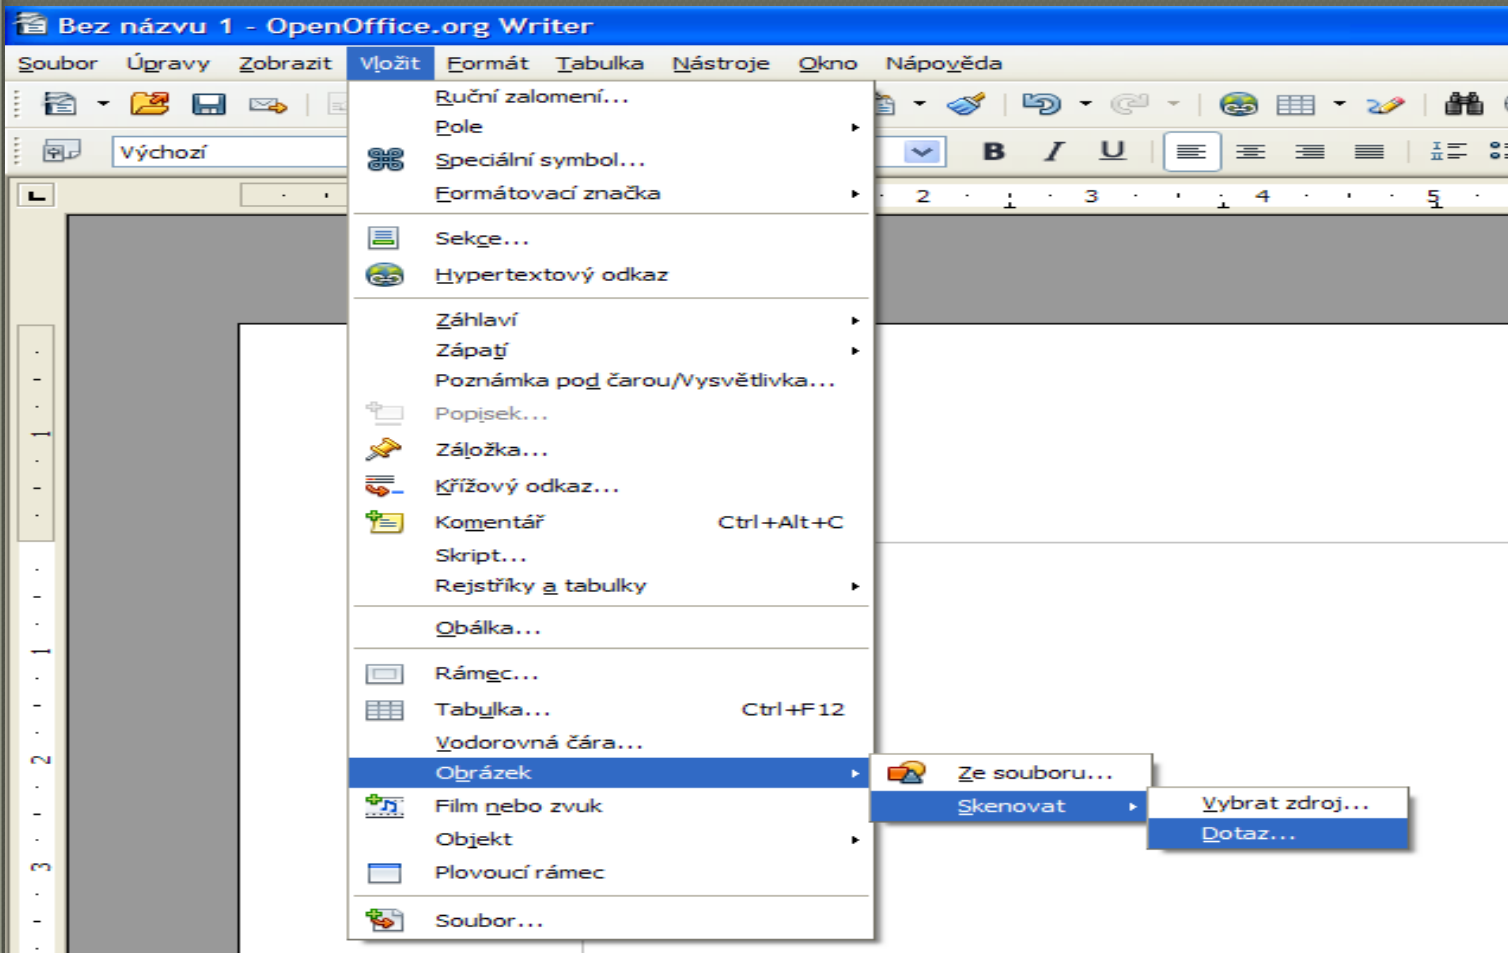 Bez názvu 1 - OpenOffice.org Writer
Soubor Úpravy Zobrazit Vložit Formát Tabulka Nástroje Okno Nápověda
Výchozí
B I U
2 3 4 5
Ruční zalomení...
Pole
Speciální symbol...
Formátovací značka
Sekce...
Hypertextový odkaz
Záhlaví
Zápatí
Poznámka pod čarou/Vysvětlivka...
Popisek...
Záložka...
Křížový odkaz...
Komentář Ctrl+Alt+C
Skript...
Rejstříky a tabulky
Obálka...
Rámec...
Tabulka... Ctrl+F12
Vodorovná čára...
Obrázek
Ze souboru...
Film nebo zvuk
Skenovat
Vybrat zdroj...
Dotaz...
Objekt
Plovoucí rámec
Soubor...
1
1
2
3